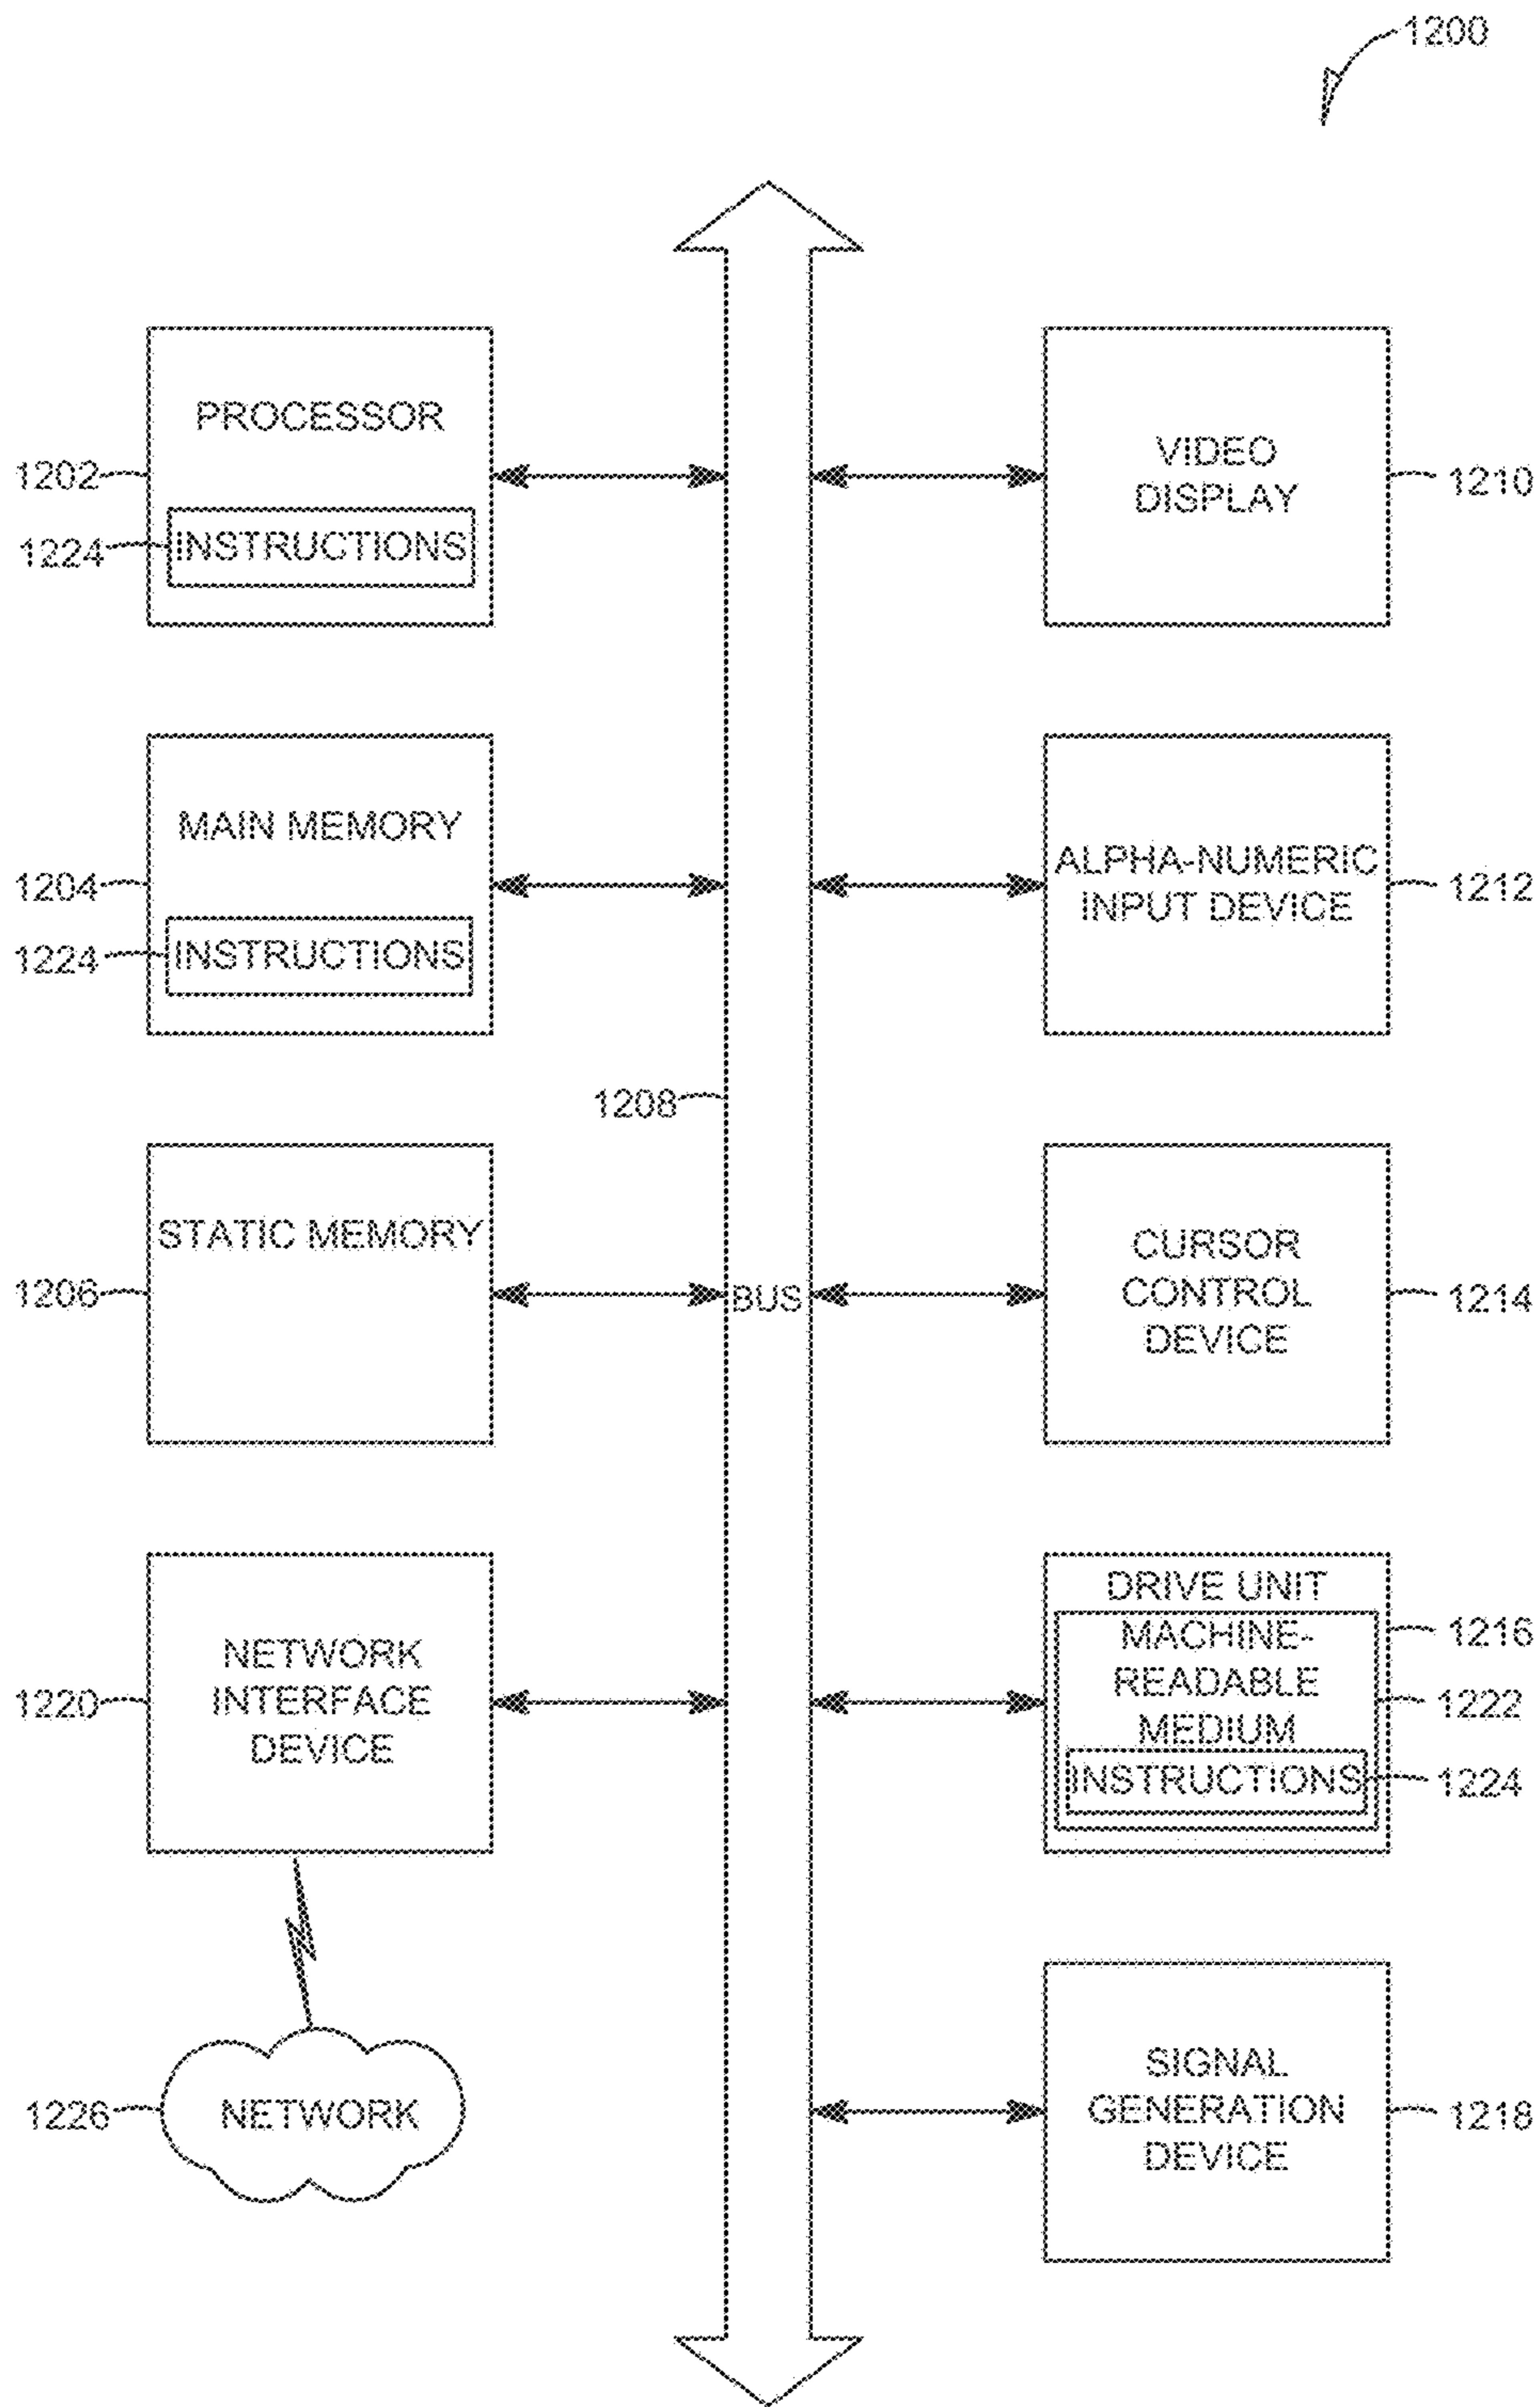 1200
PROCESSOR
1202
1224
INSTRUCTIONS
VIDEO
DISPLAY
1210
MAIN MEMORY
1204
1224
INSTRUCTIONS
ALPHA-NUMERIC
INPUT DEVICE
1212
1208
STATIC MEMORY
1206
BUS
CURSOR
CONTROL
DEVICE
1214
NETWORK
INTERFACE
DEVICE
1220
DRIVE UNIT
1216
MACHINE-
READABLE
MEDIUM
1222
INSTRUCTIONS
1224
NETWORK
1226
SIGNAL
GENERATION
DEVICE
1218